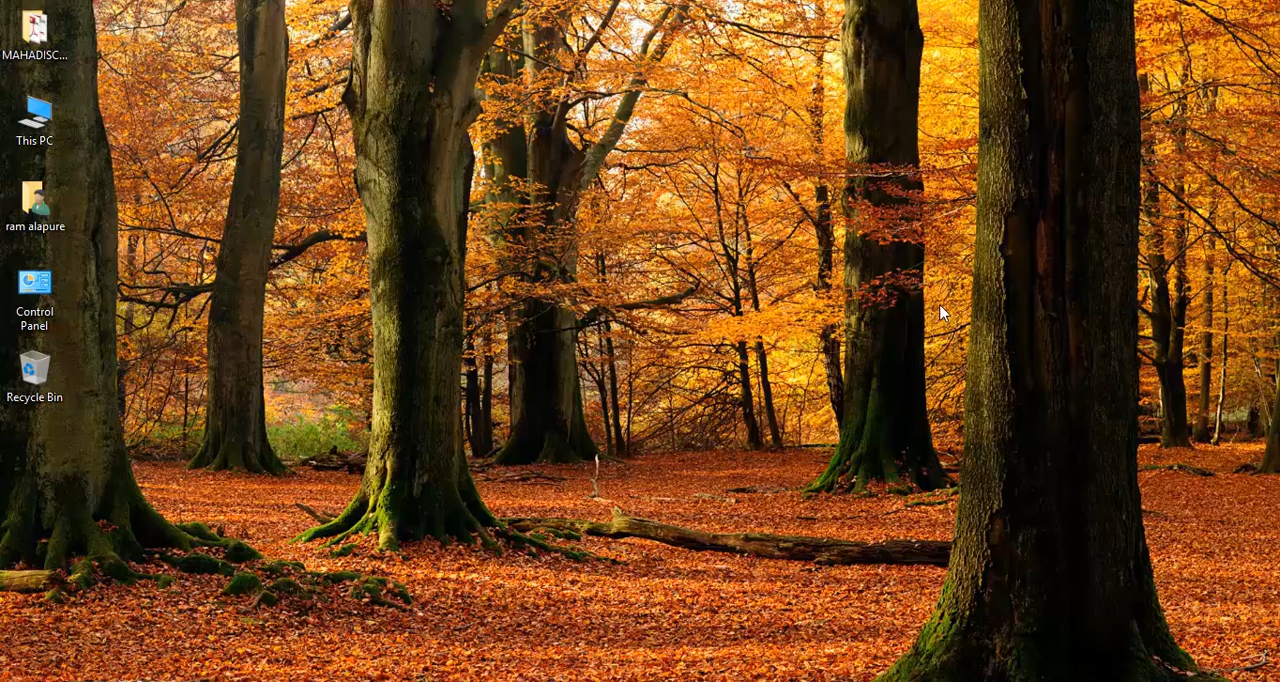 MAHADISC...
This PC
ram alapure
Control
Panel
Recycle Bin